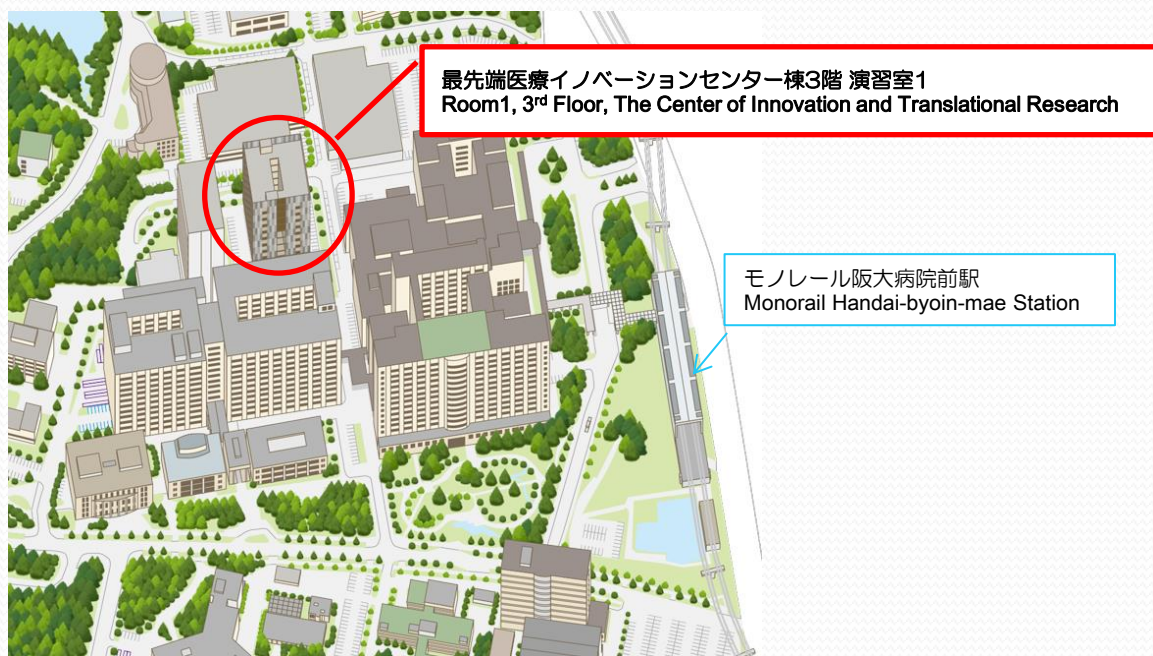 最先端医療イノベーションセンター棟3階 演習室1
Room1, 3rd Floor, The Center of Innovation and Translational Research
モノレール阪大病院前駅
Monorail Handai-byoin-mae Station